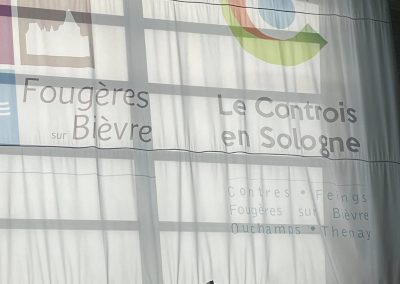 Fougères
sur Bièvre
Le Controis
en Sologne
Contres • Feings
Fougères sur Bièvre
Ouchamps • Thenay